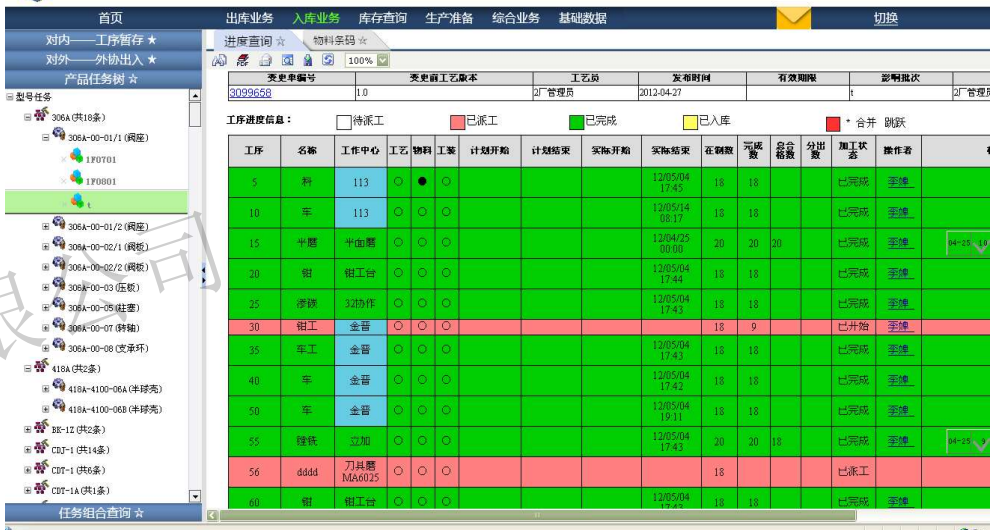 首页 出库业务 入库业务 库存查询 生产准备 综合业务 基础数据 切换
对内——工序暂存 ★
对外——外协出入 ★
产品任务树 ☆
型号任务
306A (共18条)
306A-00-01/1 (阀座)
1F0701
1F0801
t
306A-00-01/2 (阀座)
306A-00-02/1 (阀板)
306A-00-02/2 (阀板)
306A-00-03 (压板)
306A-00-05 (柱塞)
306A-00-07 (转轴)
306A-00-08 (支承环)
418A (共2条)
418A-4100-06A (半球壳)
418A-4100-06B (半球壳)
BK-1Z (共2条)
CDJ-1 (共14条)
CDT-1 (共6条)
CDT-1A (共1条)
任务组合查询 ☆
进度查询 ☆ 物料条码 ☆
100%
变更单编号 变更前工艺版本 工艺员 发布时间 有效期限 影响批次
3099658 1.0 2厂管理员 2012-04-27 t 2厂管理员
工序进度信息： 待派工 已派工 已完成 已入库 * 合并 跳跃
工序 名称 工作中心 工艺 物料 工装 计划开始 计划结束 实际开始 实际结束 在制数 完成数 总合格数 分出数 加工状态 操作者
5 料 113 ○ ● ○ 12/05/04 17:45 18 18 已完成
10 车 113 ○ ○ ○ 12/05/14 08:17 18 18 已完成
15 平磨 平面磨 ○ ○ ○ 12/04/25 00:00 20 20 20 已完成 04-25 10
20 钳 钳工台 ○ ○ ○ 12/05/04 17:44 18 18 已完成
25 渗碳 32协作 ○ ○ ○ 12/05/04 17:43 18 18 已完成
30 钳工 金晋 ○ ○ ○ 18 9 已开始
35 车工 金晋 ○ ○ ○ 12/05/04 17:43 18 18 已完成
40 车 金晋 ○ ○ ○ 12/05/04 17:42 18 18 已完成
50 车 金晋 ○ ○ ○ 12/05/04 19:11 18 18 已完成
55 镗铣 立加 ○ ○ ○ 12/05/04 17:43 20 20 18 已完成 04-25 9
56 dddd 刀具磨 MA6025 ○ ○ ○ 18 已派工
60 钳 钳工台 ○ ○ ○ 12/05/04 17:43 18 18 已完成
限公司